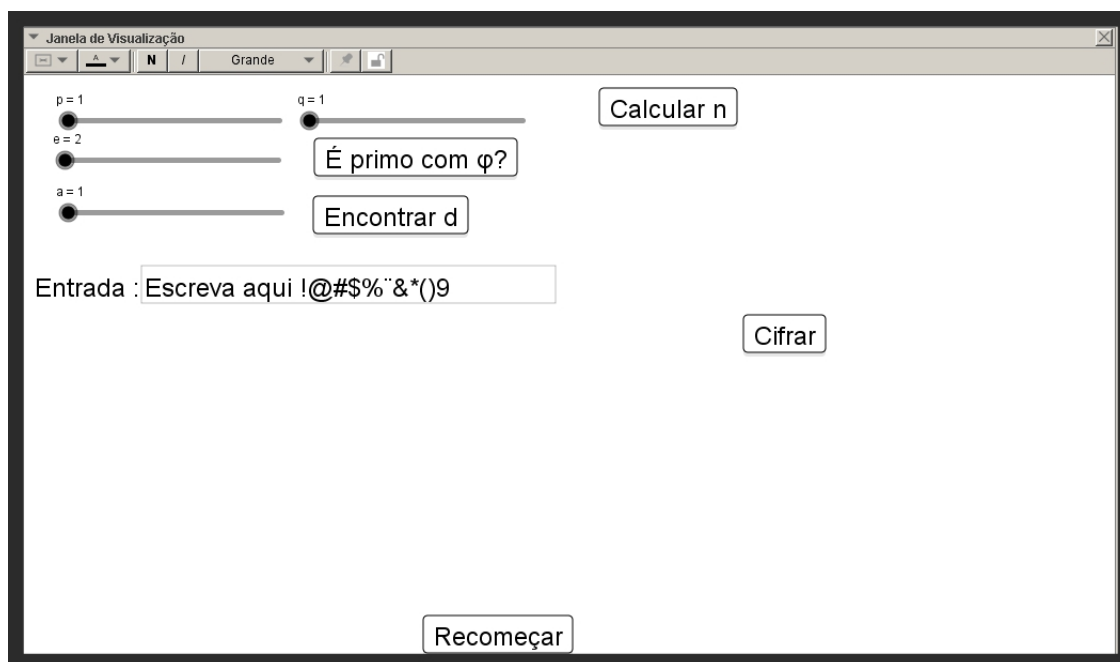 Janela de Visualização
A N I Grande
p = 1 q = 1 Calcular n
e = 2 É primo com φ?
a = 1 Encontrar d
Entrada : Escreva aqui !@#$%¨&*()9
Cifrar
Recomeçar